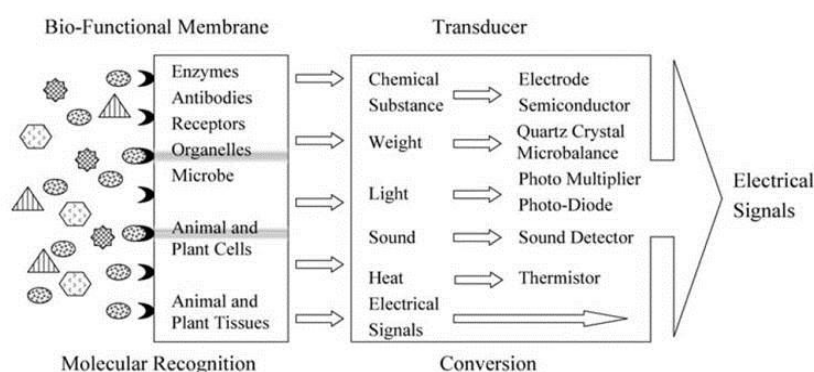 Bio-Functional Membrane
Transducer
Enzymes
Antibodies
Receptors
Organelles
Microbe
Animal and
Plant Cells
Animal and
Plant Tissues
Chemical
Substance
Electrode
Semiconductor
Weight
Quartz Crystal
Microbalance
Light
Photo Multiplier
Photo-Diode
Sound
Sound Detector
Heat
Thermistor
Electrical
Signals
Electrical
Signals
Molecular Recognition
Conversion